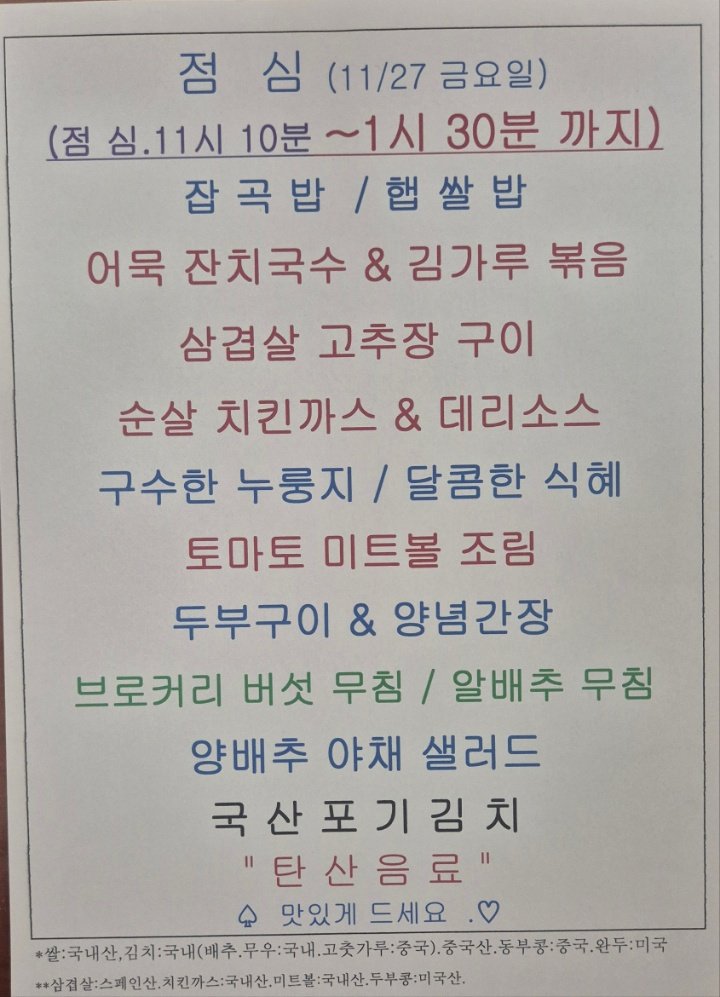 점 심 (11/27 금요일)
(점 심.11시 10분 ~1시 30분 까지)
잡 곡 밥 / 햅 쌀 밥
어묵 잔치국수 & 김가루 볶음
삼겹살 고추장 구이
순살 치킨까스 & 데리소스
구수한 누룽지 / 달콤한 식혜
토마토 미트볼 조림
두부구이 & 양념간장
브로커리 버섯 무침 / 알배추 무침
양배추 야채 샐러드
국 산 포 기 김 치
" 탄 산 음 료 "
♤ 맛있게 드세요 .♡
*쌀:국내산,김치:국내(배추.무우:국내.고춧가루:중국).중국산.동부콩:중국.완두:미국
**삼겹살:스페인산.치킨까스:국내산.미트볼:국내산.두부콩:미국산.